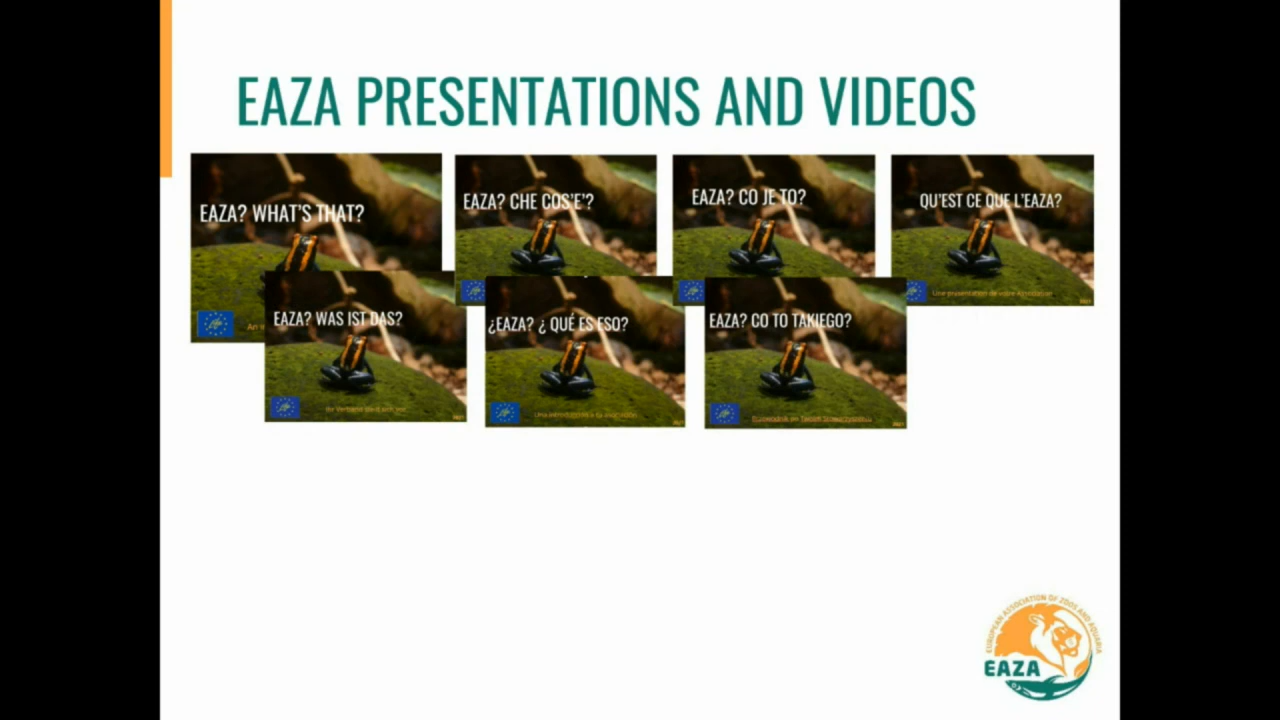 EAZA PRESENTATIONS AND VIDEOS
EAZA? WHAT'S THAT?
EAZA? CHE COS'E'?
EAZA? CO JE TO?
QU'EST CE QUE L'EAZA?
Une présentation de votre Association
An
EAZA? WAS IST DAS?
¿EAZA? ¿ QUÉ ES ESO?
EAZA? CO TO TAKIEGO?
EUROPEAN ASSOCIATION OF ZOOS AND AQUARIA
EAZA